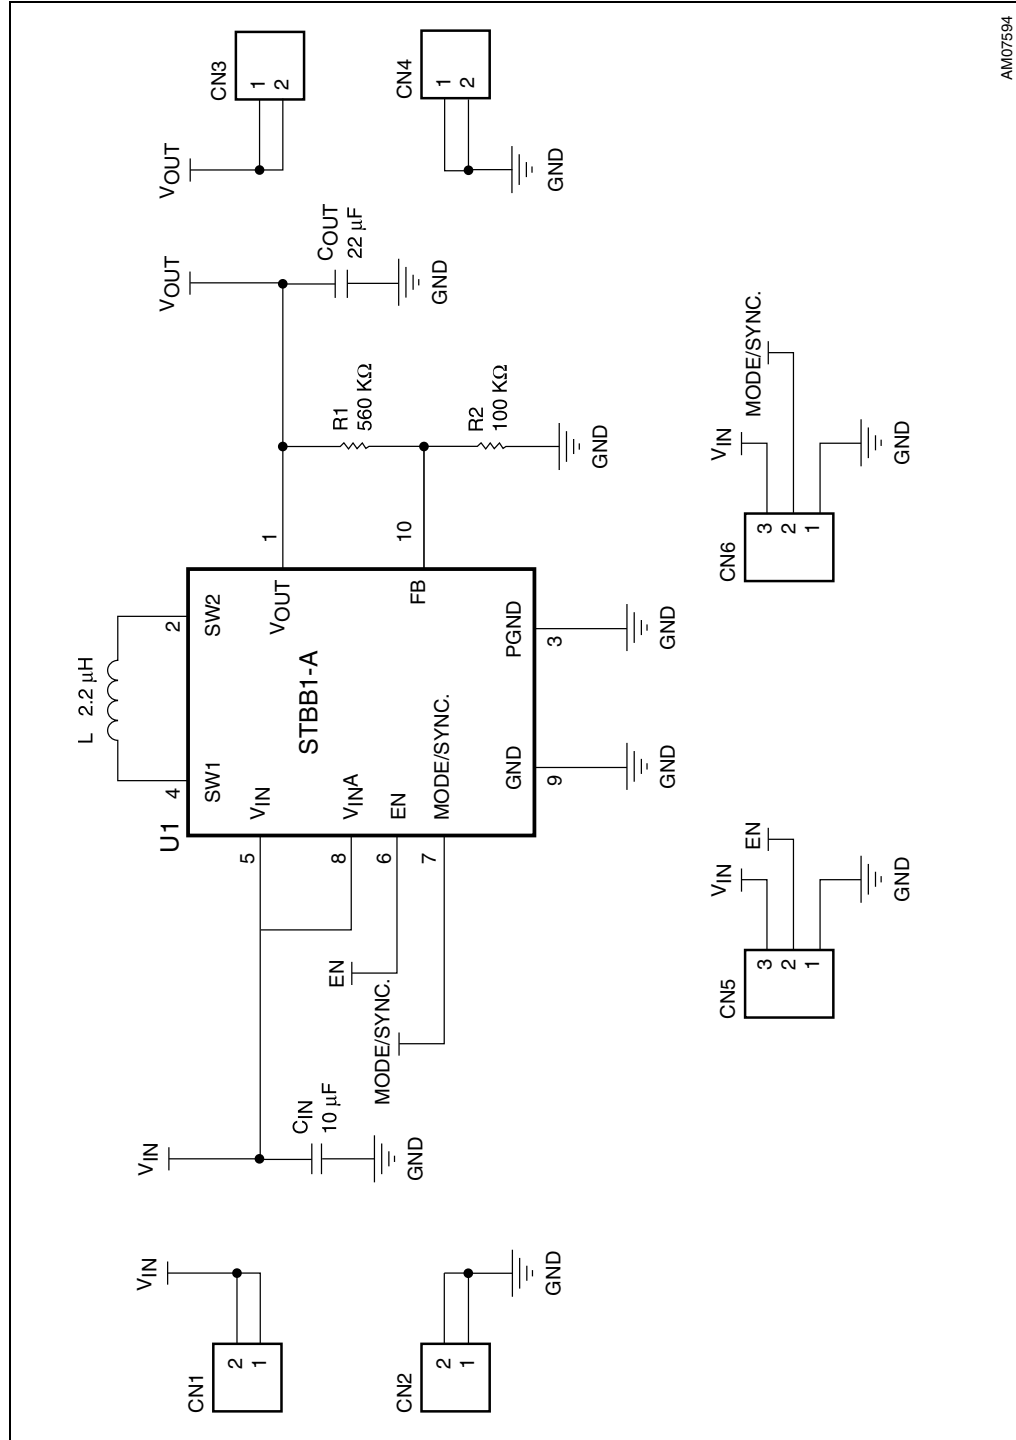 L 2.2 µH
U1
4
SW1
2
SW2
STBB1-A
5
VIN
8
VINA
6
EN
7
MODE/SYNC.
VOUT
1
FB
10
GND
9
PGND
3
VIN
2
1
CN1
2
1
CN2
GND
VIN
CIN
10 µF
GND
EN
MODE/SYNC.
GND
GND
R1
560 KΩ
R2
100 KΩ
GND
VOUT
COUT
22 µF
GND
VOUT
CN3
1
2
CN4
1
2
GND
CN5
3
2
1
VIN
EN
GND
CN6
3
2
1
VIN
MODE/SYNC.
GND
AM07594